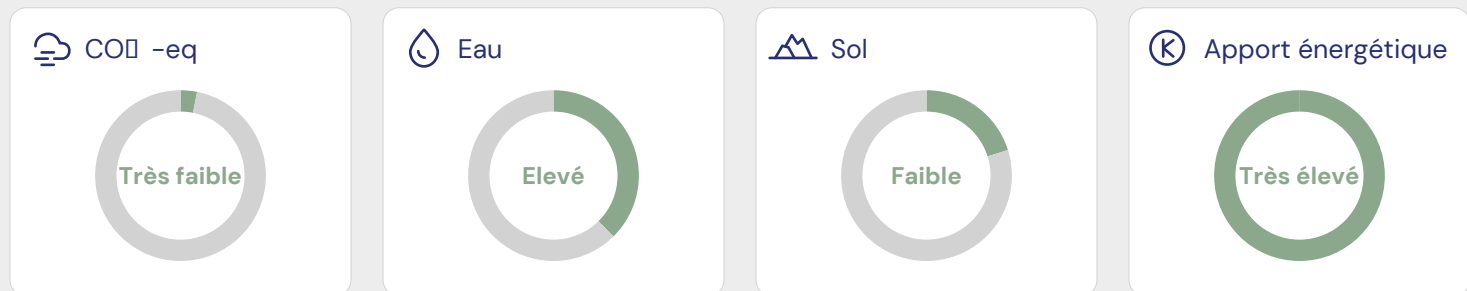 CO▯ -eq
Très faible
Eau
Elevé
Sol
Faible
Apport énergétique
Très élevé